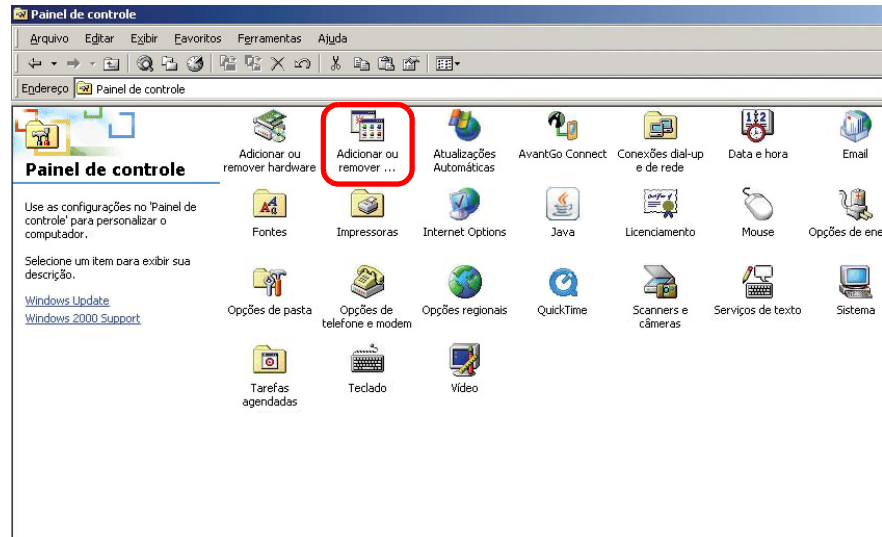 Painel de controle
Arquivo Editar Exibir Favoritos Ferramentas Ajuda
Endereço Painel de controle
Painel de controle
Use as configurações no 'Painel de
controle' para personalizar o
computador.
Selecione um item para exibir sua
descrição.
Windows Update
Windows 2000 Support
Adicionar ou
remover hardware
Adicionar ou
remover ...
Atualizações
Automáticas
AvantGo Connect
Conexões dial-up
e de rede
Data e hora
Email
Fontes
Impressoras
Internet Options
Java
Licenciamento
Mouse
Opções de ene
Opções de pasta
Opções de
telefone e modem
Opções regionais
QuickTime
Scanners e
câmeras
Serviços de texto
Sistema
Tarefas
agendadas
Teclado
Vídeo